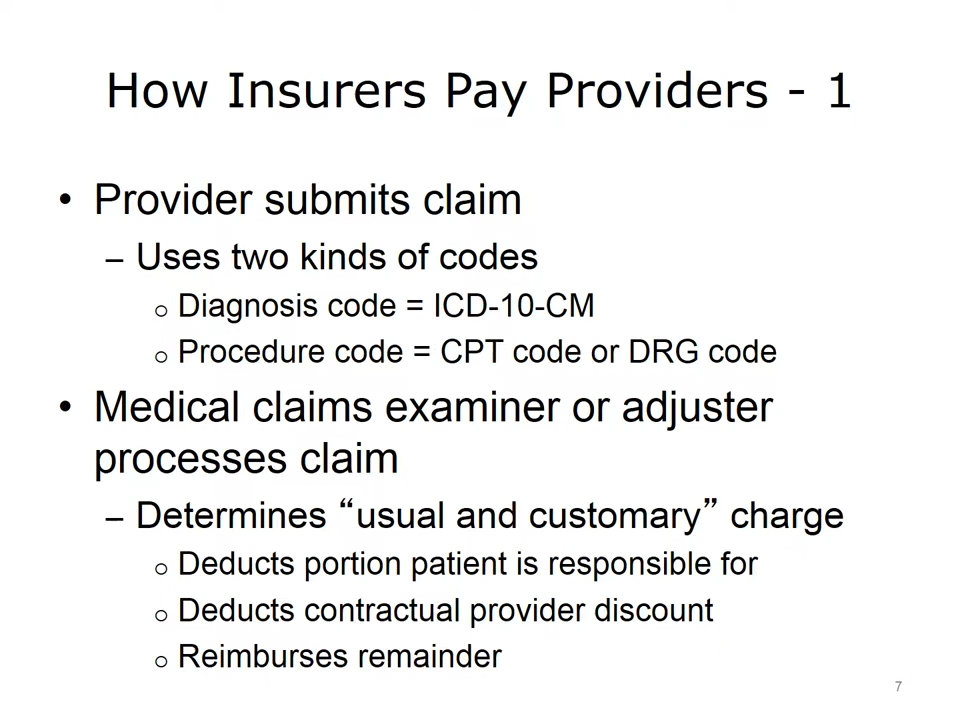 How Insurers Pay Providers - 1
• Provider submits claim
– Uses two kinds of codes
o Diagnosis code = ICD-10-CM
o Procedure code = CPT code or DRG code
• Medical claims examiner or adjuster
processes claim
– Determines “usual and customary” charge
o Deducts portion patient is responsible for
o Deducts contractual provider discount
o Reimburses remainder
7